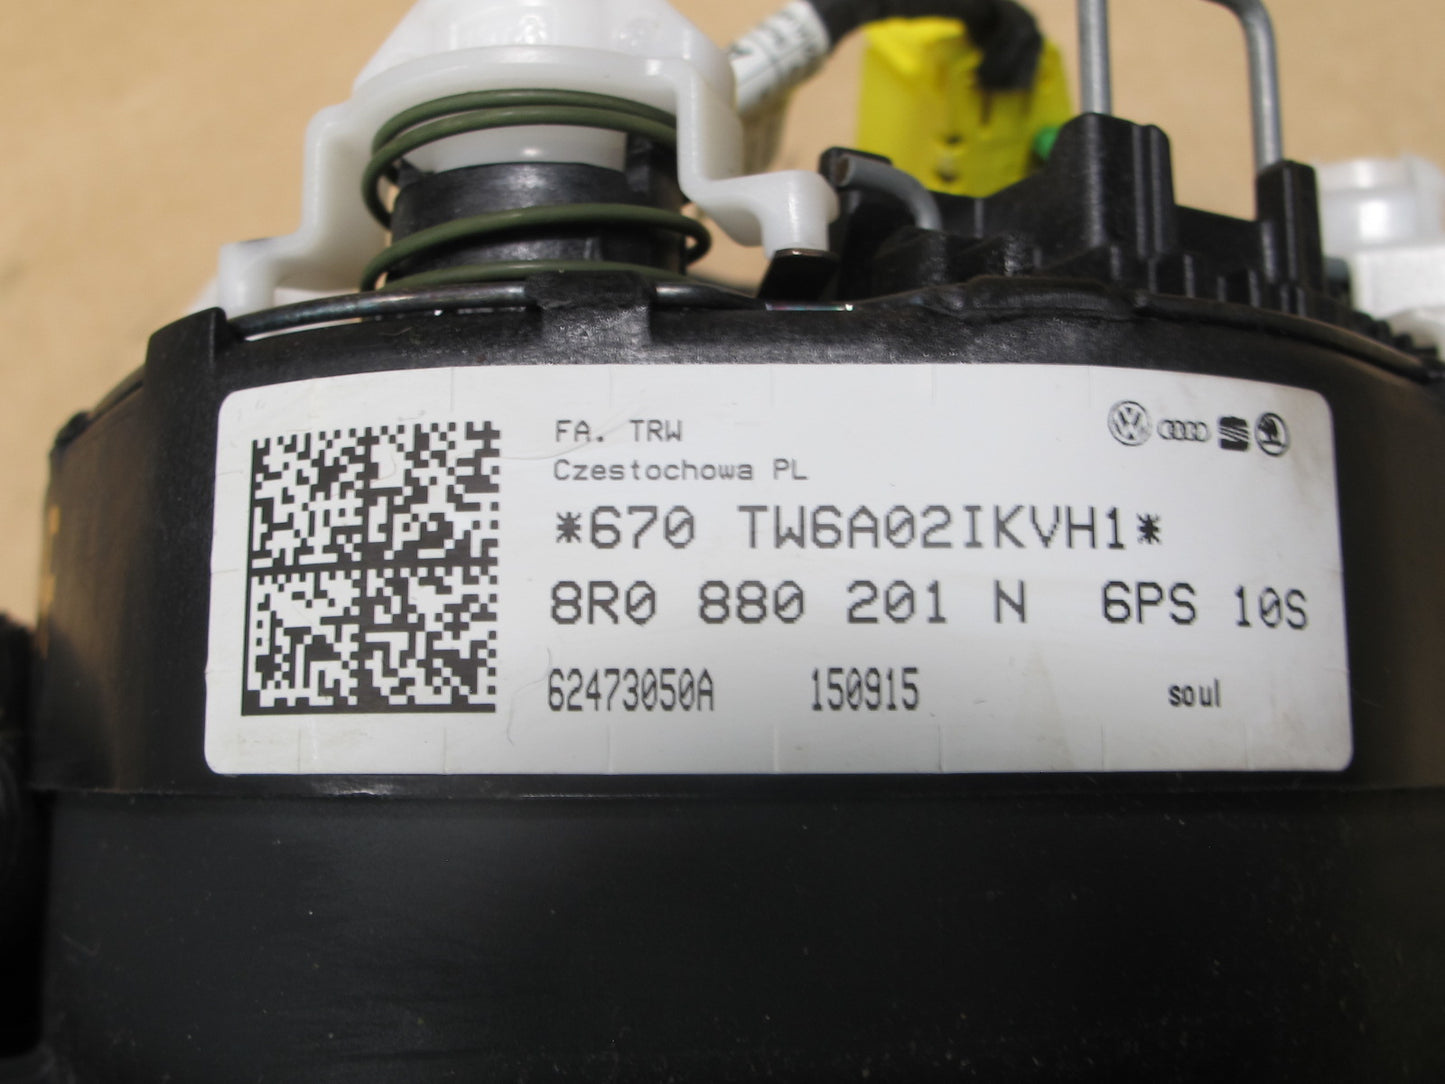 FA. TRW
Czestochowa PL
*670 TW6A02IKVH1*
8R0 880 201 N 6PS 10S
62473050A 150915 soul